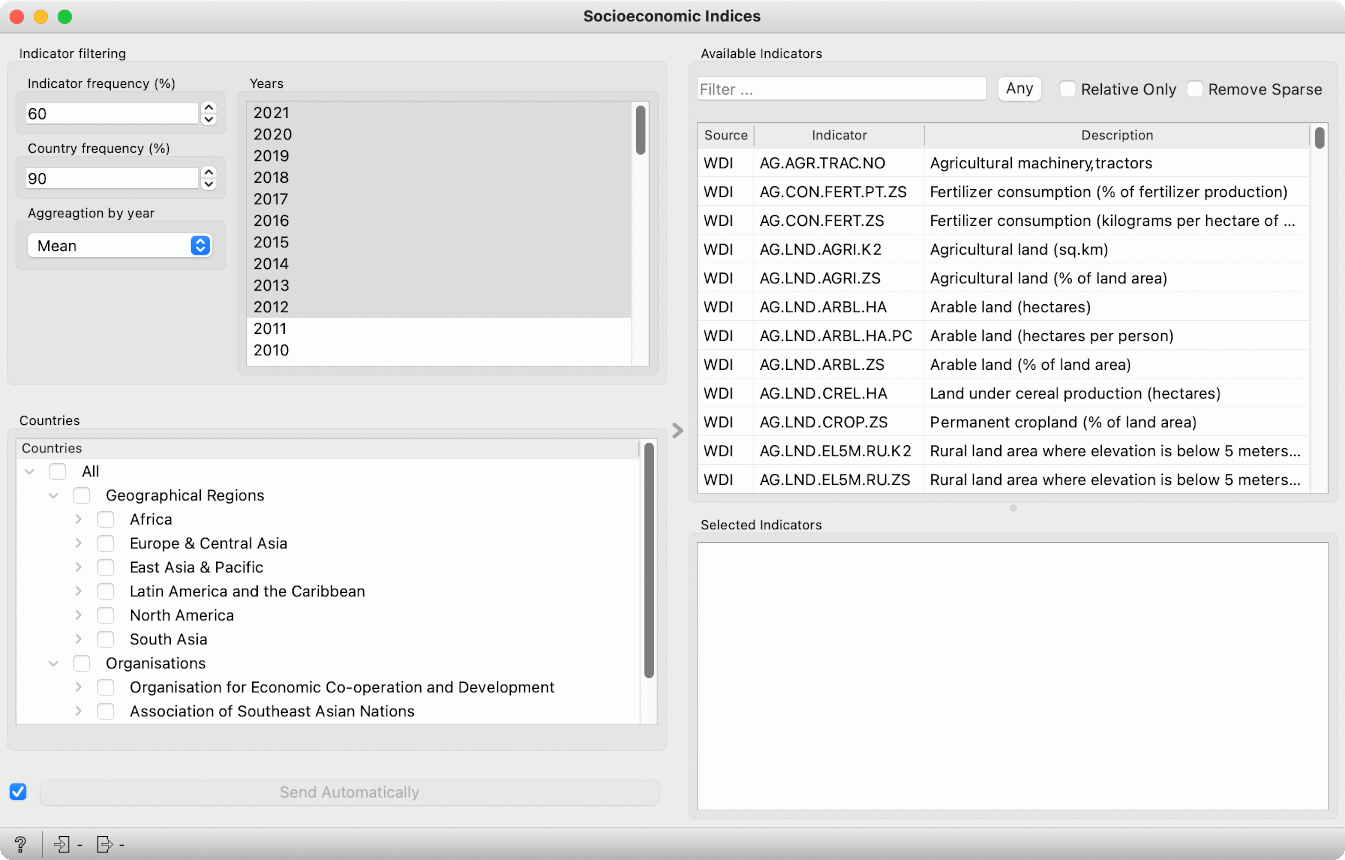 Socioeconomic Indices
Indicator filtering
Indicator frequency (%)
60
Country frequency (%)
90
Aggreagtion by year
Mean
Years
2021
2020
2019
2018
2017
2016
2015
2014
2013
2012
2011
2010
Countries
Countries
All
Geographical Regions
Africa
Europe & Central Asia
East Asia & Pacific
Latin America and the Caribbean
North America
South Asia
Organisations
Organisation for Economic Co-operation and Development
Association of Southeast Asian Nations
Send Automatically
? - -
Available Indicators
Filter ... Any Relative Only Remove Sparse
Source Indicator Description
WDI AG.AGR.TRAC.NO Agricultural machinery,tractors
WDI AG.CON.FERT.PT.ZS Fertilizer consumption (% of fertilizer production)
WDI AG.CON.FERT.ZS Fertilizer consumption (kilograms per hectare of ...
WDI AG.LND.AGRI.K2 Agricultural land (sq.km)
WDI AG.LND.AGRI.ZS Agricultural land (% of land area)
WDI AG.LND.ARBL.HA Arable land (hectares)
WDI AG.LND.ARBL.HA.PC Arable land (hectares per person)
WDI AG.LND.ARBL.ZS Arable land (% of land area)
WDI AG.LND.CREL.HA Land under cereal production (hectares)
WDI AG.LND.CROP.ZS Permanent cropland (% of land area)
WDI AG.LND.EL5M.RU.K2 Rural land area where elevation is below 5 meters...
WDI AG.LND.EL5M.RU.ZS Rural land area where elevation is below 5 meters...
Selected Indicators